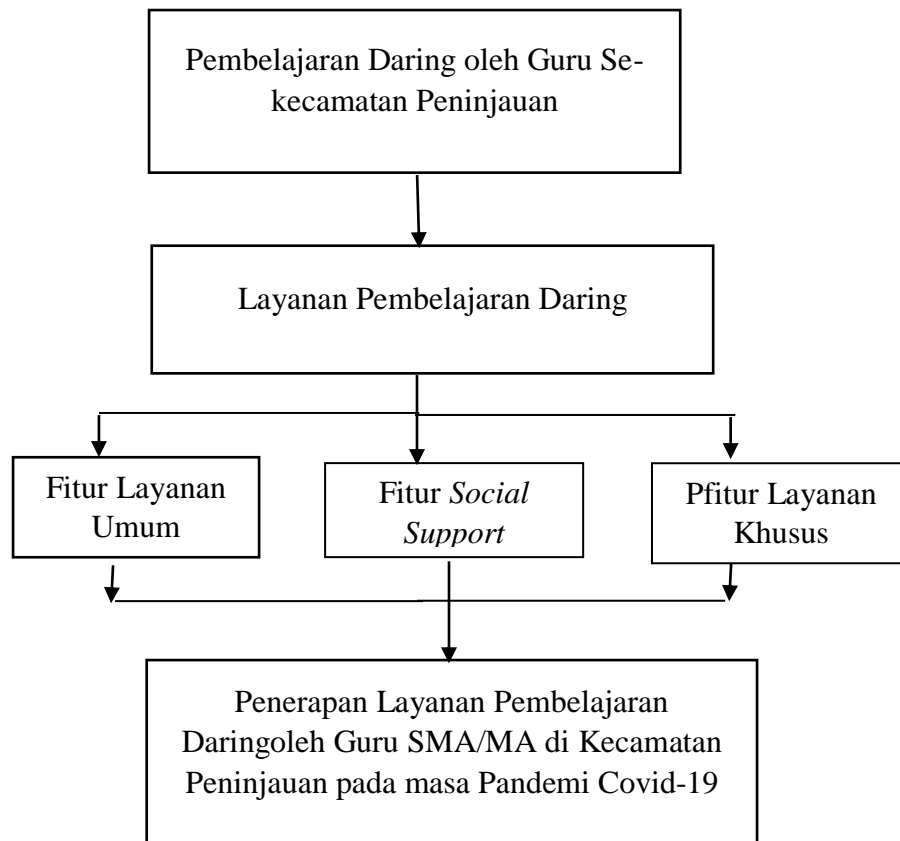 Pembelajaran Daring oleh Guru Se-
kecamatan Peninjauan
Layanan Pembelajaran Daring
Fitur Layanan
Umum
Fitur Social
Support
Pfitur Layanan
Khusus
Penerapan Layanan Pembelajaran
Daringoleh Guru SMA/MA di Kecamatan
Peninjauan pada masa Pandemi Covid-19